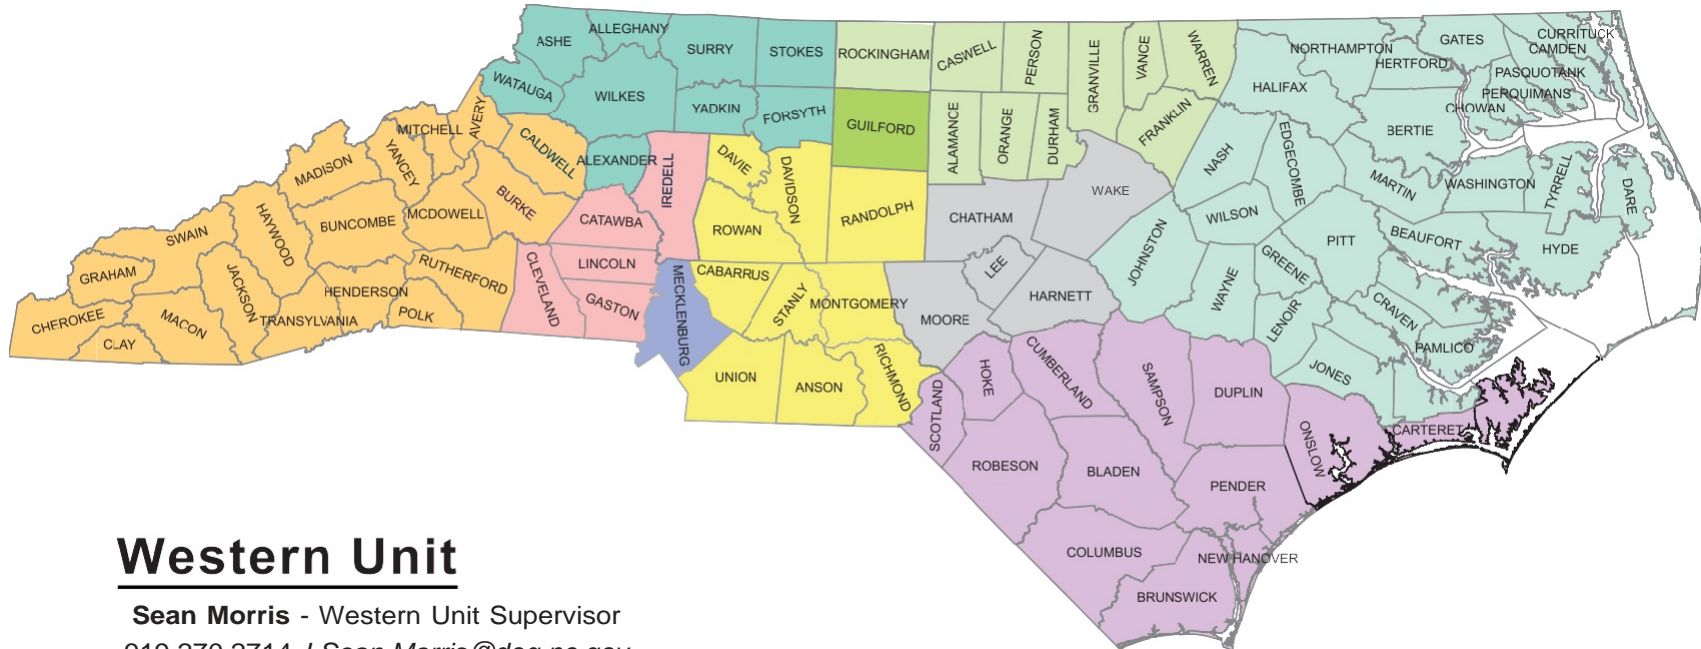 ASHE
ALLEGHANY
SURRY
STOKES
ROCKINGHAM
CASWELL
PERSON
GRANVILLE
VANCE
WARREN
NORTHAMPTON
GATES
CURRITUCK
CAMDEN
HERTFORD
PASQUOTANK
PERQUIMANS
CHOWAN
HALIFAX
BERTIE
WATAUGA
WILKES
YADKIN
FORSYTH
GUILFORD
ALAMANCE
ORANGE
DURHAM
FRANKLIN
NASH
EDGECOMBE
MARTIN
WASHINGTON
TYRRELL
DARE
AVERY
MITCHELL
YANCEY
CALDWELL
ALEXANDER
IREDELL
DAVIE
DAVIDSON
RANDOLPH
CHATHAM
WAKE
WILSON
PITT
BEAUFORT
HYDE
MADISON
BUNCOMBE
MCDOWELL
BURKE
CATAWBA
ROWAN
HAYWOOD
SWAIN
GRAHAM
JACKSON
HENDERSON
RUTHERFORD
CLEVELAND
LINCOLN
GASTON
MECKLENBURG
CABARRUS
STANLY
MONTGOMERY
MOORE
LEE
HARNETT
JOHNSTON
WAYNE
GREENE
LENOIR
CRAVEN
PAMLICO
JONES
CHEROKEE
CLAY
MACON
TRANSYLVANIA
POLK
UNION
ANSON
RICHMOND
SCOTLAND
HOKE
CUMBERLAND
SAMPSON
DUPLIN
ONSLOW
CARTERET
ROBESON
BLADEN
PENDER
COLUMBUS
NEW HANOVER
BRUNSWICK
Western Unit
Sean Morris - Western Unit Supervisor